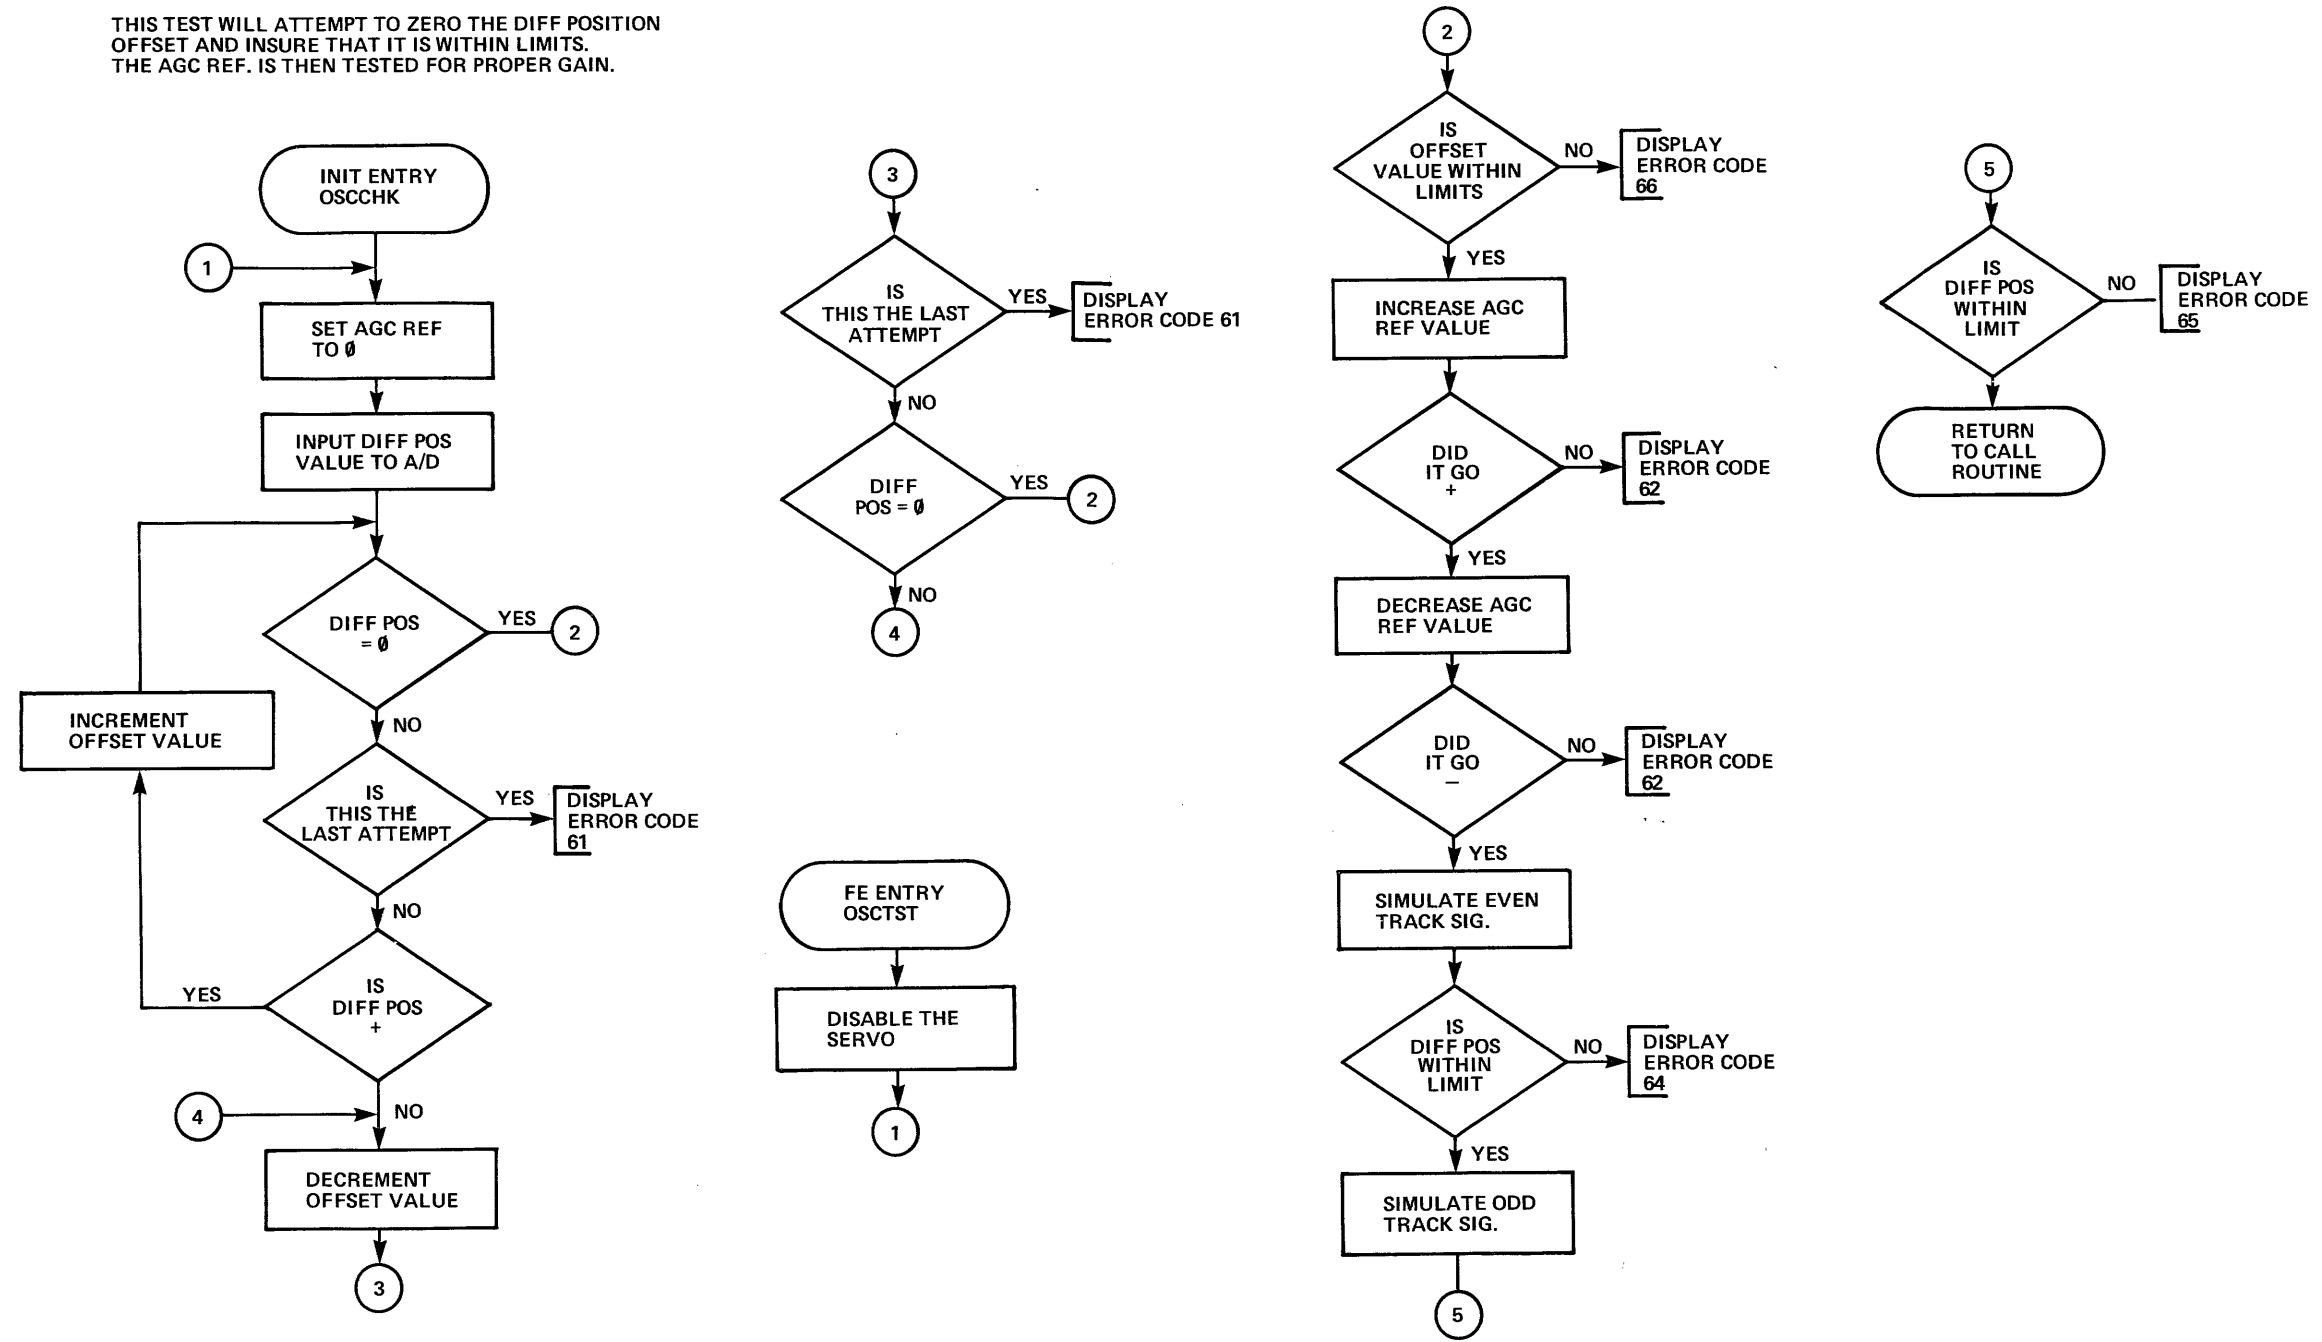 THIS TEST WILL ATTEMPT TO ZERO THE DIFF POSITION
OFFSET AND INSURE THAT IT IS WITHIN LIMITS.
THE AGC REF. IS THEN TESTED FOR PROPER GAIN.
INIT ENTRY
OSCCHK
1
SET AGC REF
TO Ø
INPUT DIFF POS
VALUE TO A/D
DIFF POS
= Ø
YES
2
NO
INCREMENT
OFFSET VALUE
IS
THIS THE
LAST ATTEMPT
YES
DISPLAY
ERROR CODE
61
NO
IS
DIFF POS
+
YES
NO
4
DECREMENT
OFFSET VALUE
3
3
IS
THIS THE LAST
ATTEMPT
YES
DISPLAY
ERROR CODE 61
NO
DIFF
POS = Ø
YES
2
NO
4
FE ENTRY
OSCTST
DISABLE THE
SERVO
1
2
IS
OFFSET
VALUE WITHIN
LIMITS
NO
DISPLAY
ERROR CODE
66
YES
INCREASE AGC
REF VALUE
DID
IT GO
+
NO
DISPLAY
ERROR CODE
62
YES
DECREASE AGC
REF VALUE
DID
IT GO
−
NO
DISPLAY
ERROR CODE
62
YES
SIMULATE EVEN
TRACK SIG.
IS
DIFF POS
WITHIN
LIMIT
NO
DISPLAY
ERROR CODE
64
YES
SIMULATE ODD
TRACK SIG.
5
5
IS
DIFF POS
WITHIN
LIMIT
NO
DISPLAY
ERROR CODE
65
RETURN
TO CALL
ROUTINE